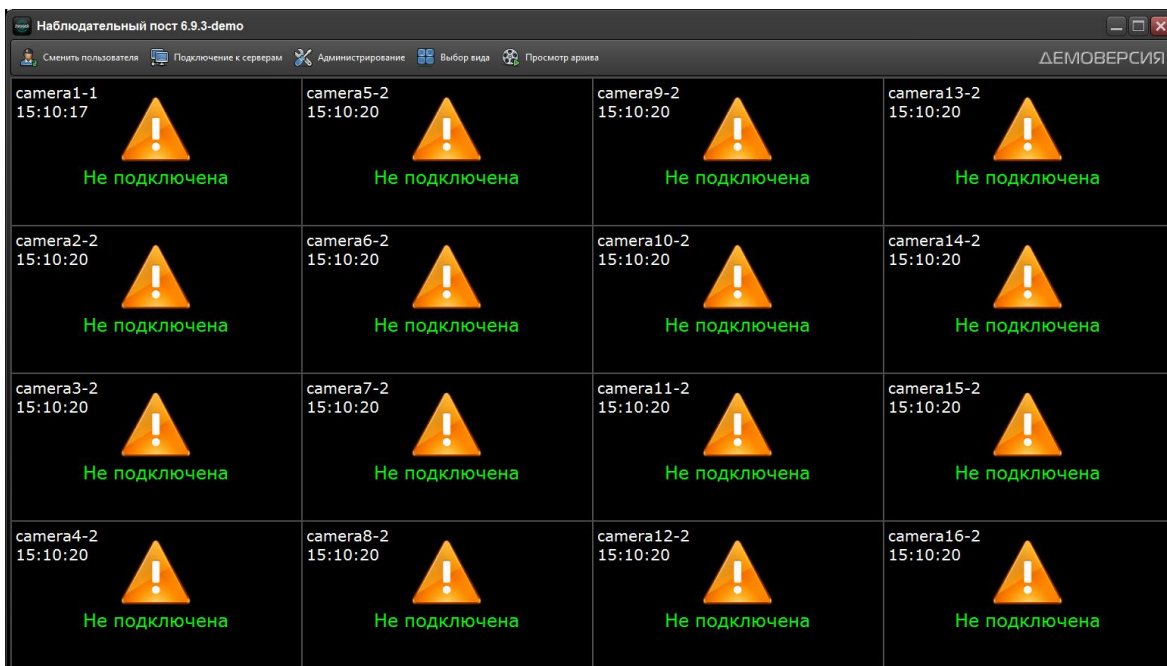 Наблюдательный пост 6.9.3-demo
Сменить пользователя Подключение к серверам Администрирование Выбор вида Просмотр архива ДЕМОВЕРСИЯ
camera1-1
15:10:17
Не подключена
camera5-2
15:10:20
Не подключена
camera9-2
15:10:20
Не подключена
camera13-2
15:10:20
Не подключена
camera2-2
15:10:20
Не подключена
camera6-2
15:10:20
Не подключена
camera10-2
15:10:20
Не подключена
camera14-2
15:10:20
Не подключена
camera3-2
15:10:20
Не подключена
camera7-2
15:10:20
Не подключена
camera11-2
15:10:20
Не подключена
camera15-2
15:10:20
Не подключена
camera4-2
15:10:20
Не подключена
camera8-2
15:10:20
Не подключена
camera12-2
15:10:20
Не подключена
camera16-2
15:10:20
Не подключена